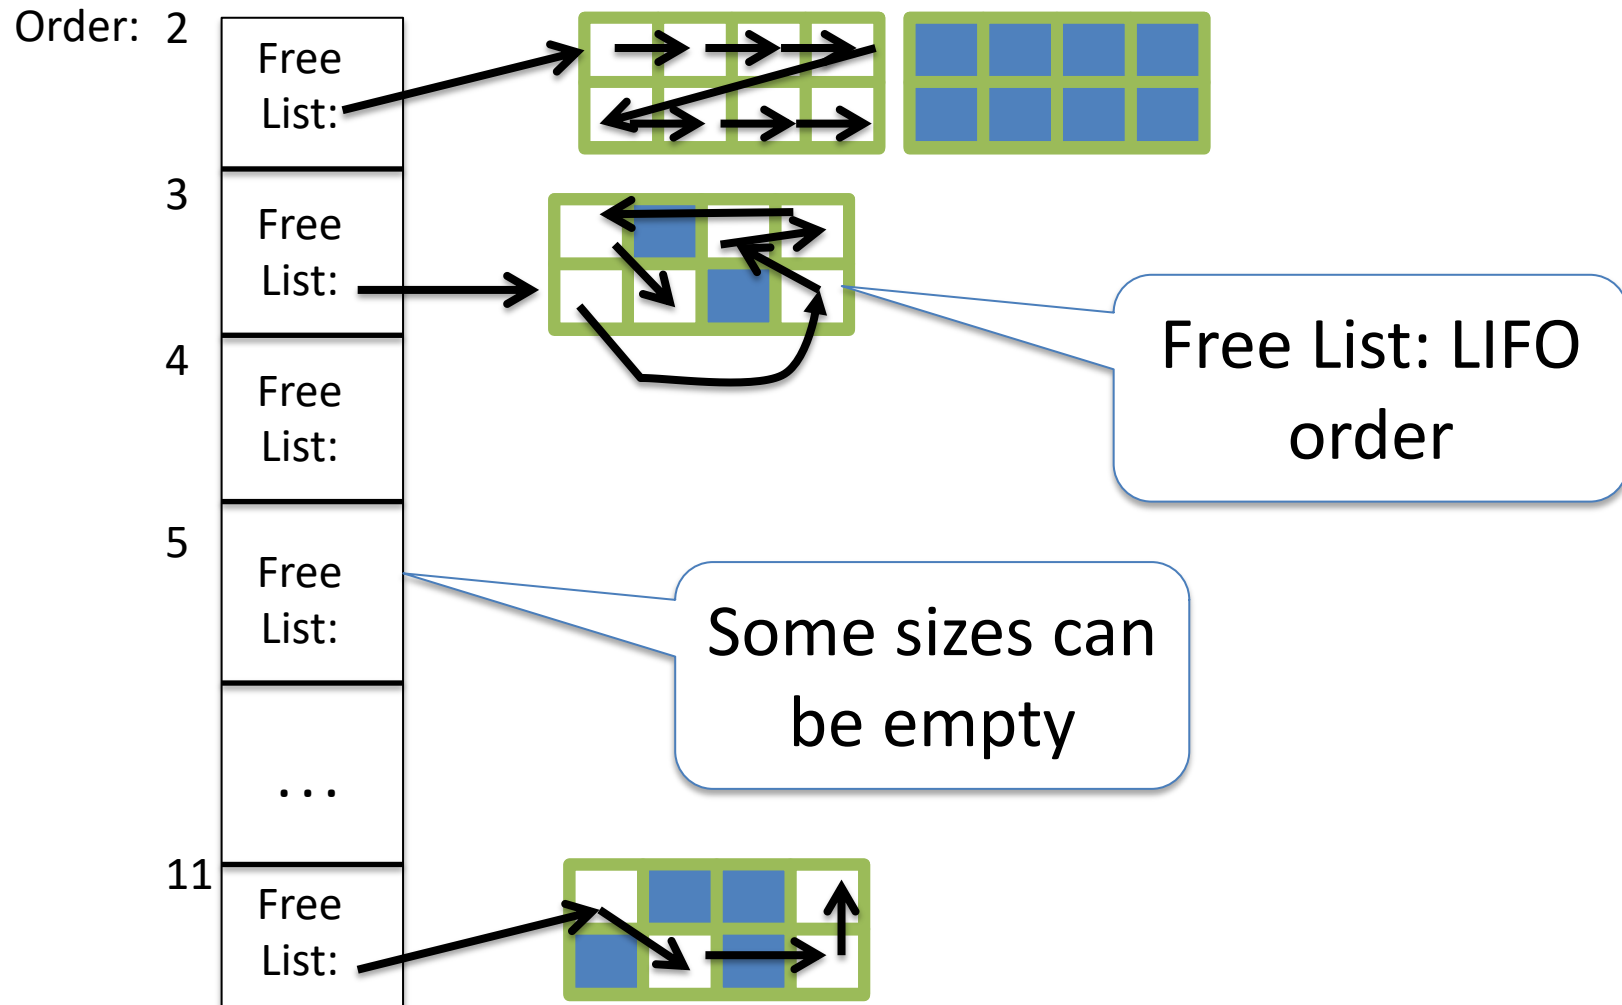 Order: 2
Free
List:
3
Free
List:
4
Free
List:
5
Free
List:
...
11
Free
List:
Free List: LIFO
order
Some sizes can
be empty